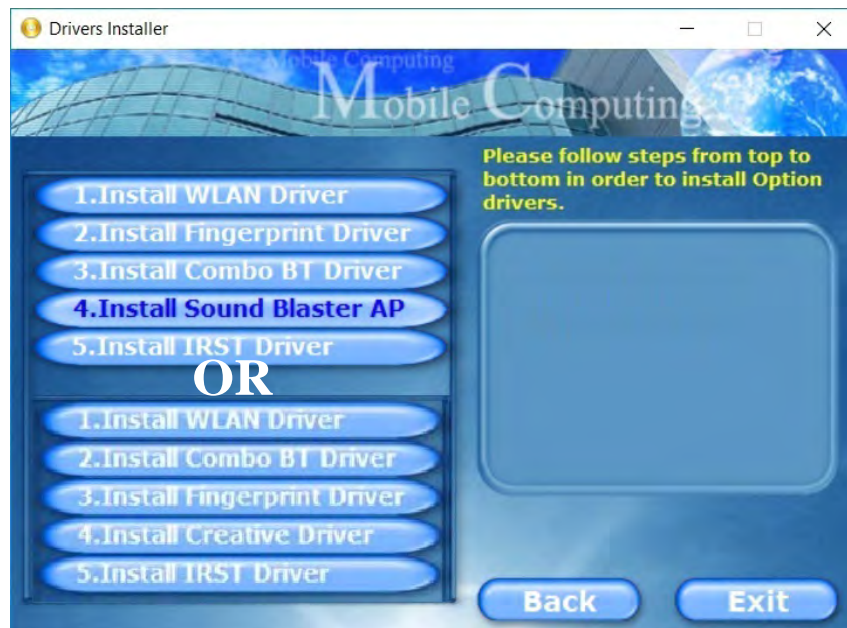 Drivers Installer
Mobile Computing
Mobile Computing
Please follow steps from top to
bottom in order to install Option
drivers.
1.Install WLAN Driver
2.Install Fingerprint Driver
3.Install Combo BT Driver
4.Install Sound Blaster AP
5.Install IRST Driver
OR
1.Install WLAN Driver
2.Install Combo BT Driver
3.Install Fingerprint Driver
4.Install Creative Driver
5.Install IRST Driver
Back
Exit